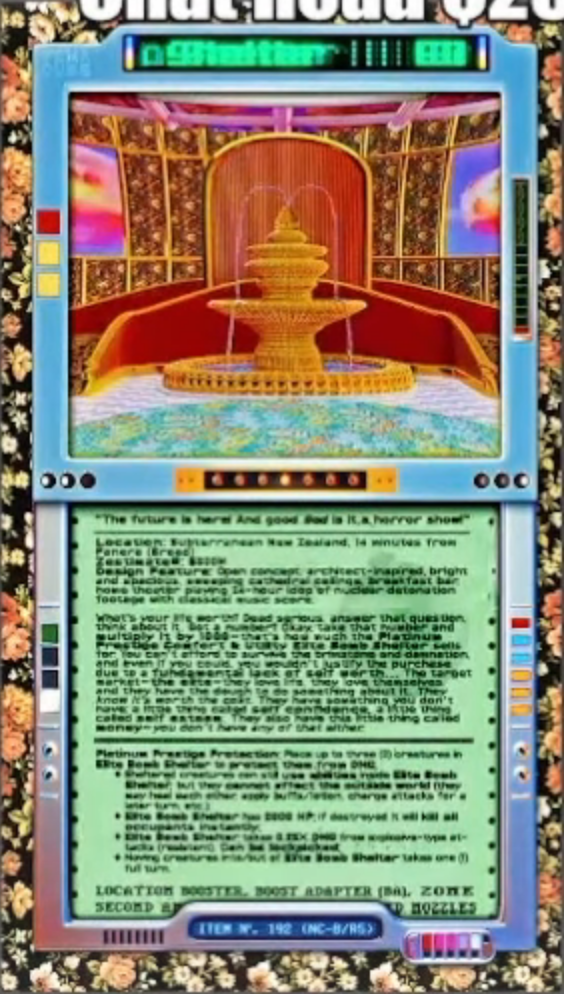 Chat head $20
Shelter
"The future is here! And good God is it a horror show!"
Location: Subterranean New Zealand, 14 minutes from
Panera (Bread)
Zestimate®: $900M
Design Feature: Open concept, architect-inspired, bright
and spacious, sweeping cathedral ceilings, breakfast bar,
home theater playing 24-hour loop of nuclear detonation
footage with classical music score.
What's your life worth? Dead serious, answer that question,
think about it. Got a number? Okay, take that number and
multiply it by 1000—that's how much the Platinum
Prestige Comfort & Utility Elite Bomb Shelter sells
for. You can't afford to survive the brimstone and damnation,
and even if you could, you wouldn't justify the purchase
due to a fundamental lack of self worth... The target
market—the elite—they love life, they love themselves,
and they have the dough to do something about it. They
know it's worth the cost. They have something you don't
have: a little thing called self confidence, a little thing
called self esteem. They also have this little thing called
money—you don't have any of that either.
Platinum Prestige Protection: Place up to three (3) creatures in
Elite Bomb Shelter to protect them from DMG.
Sheltered creatures can still use abilities inside Elite Bomb
Shelter, but they cannot affect the outside world (they
may heal each other, apply buffs/lotion, charge attacks for a
later turn, etc.)
Elite Bomb Shelter has 2000 HP; if destroyed it will kill all
occupants instantly.
Elite Bomb Shelter takes 0.25X DMG from explosive-type at-
tacks (resistant). Can be lockpicked.
Moving creatures into/out of Elite Bomb Shelter takes one (1)
full turn.
LOCATION BOOSTER, BOOST ADAPTER (BA), ZONE
SECOND D NOZZLES
ITEM Nº. 192 (NC-B/RS)